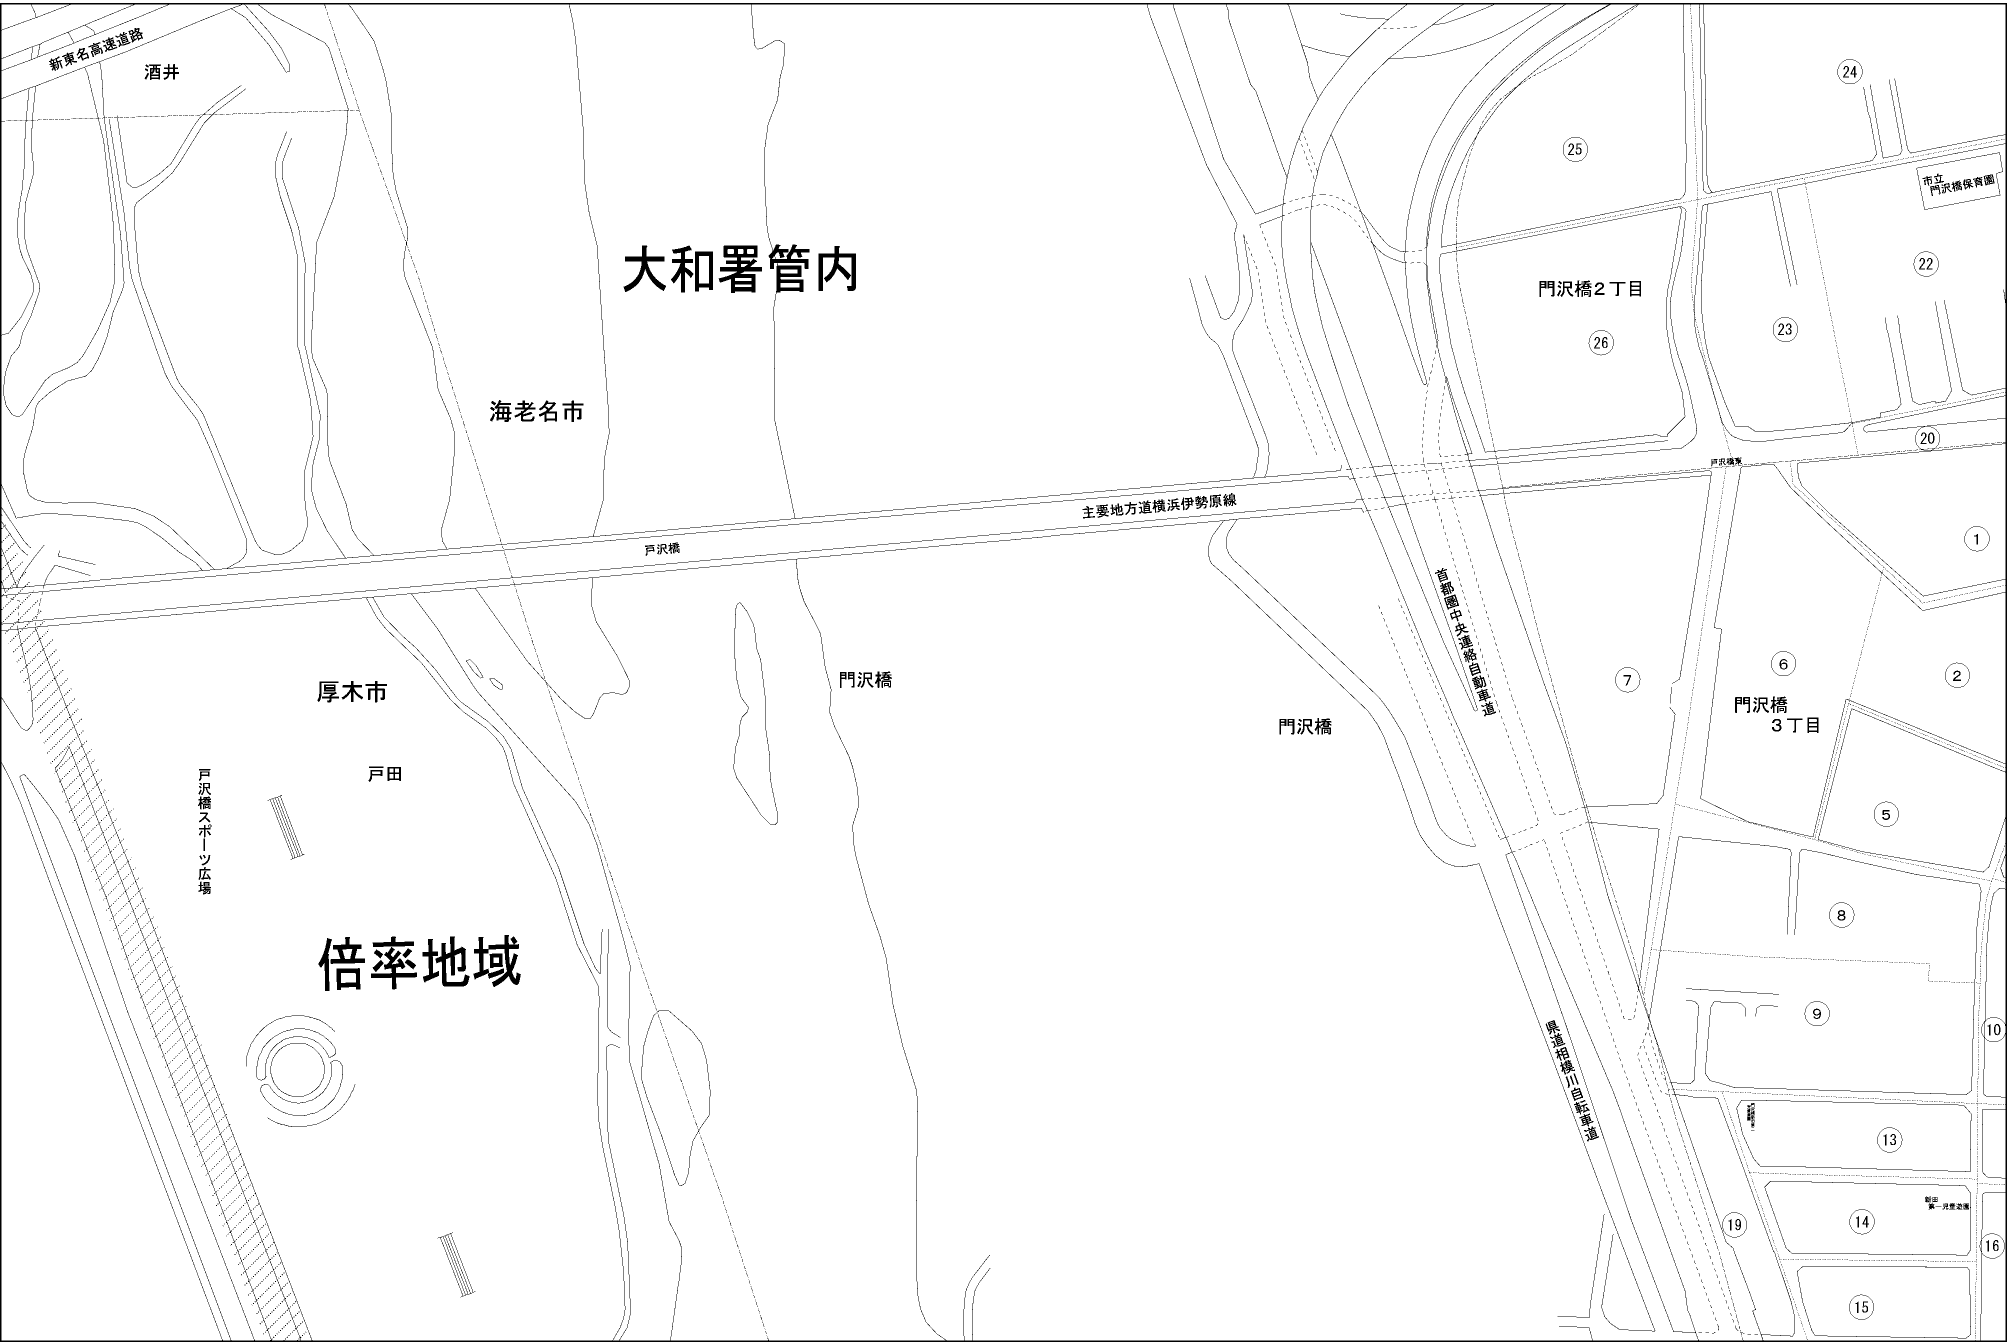 新東名高速道路
酒井
24
25
市立
門沢橋保育園
22
大和署管内
門沢橋２丁目
23
26
海老名市
20
戸沢橋東
主要地方道横浜伊勢原線
戸沢橋
1
首都圏中央連絡自動車道
6
2
7
門沢橋
厚木市
門沢橋
３丁目
門沢橋
戸田
戸沢橋スポーツ広場
5
8
倍率地域
9
10
県道相模川自転車道
13
新田
第一児童遊園
14
19
16
15